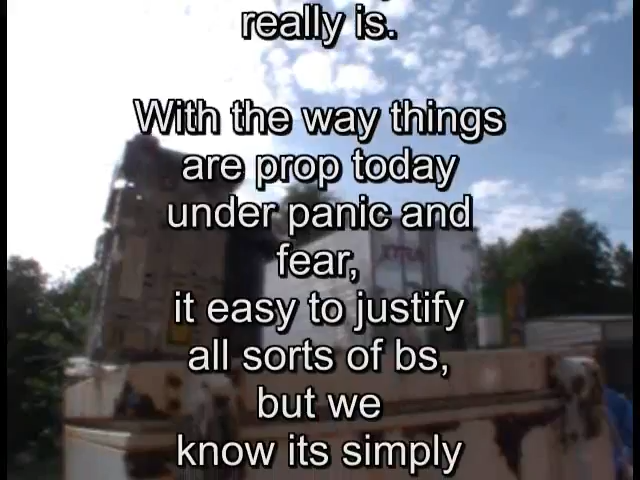 really is.
With the way things
are prop today
under panic and
fear,
it easy to justify
all sorts of bs,
but we
know its simply
XTRA